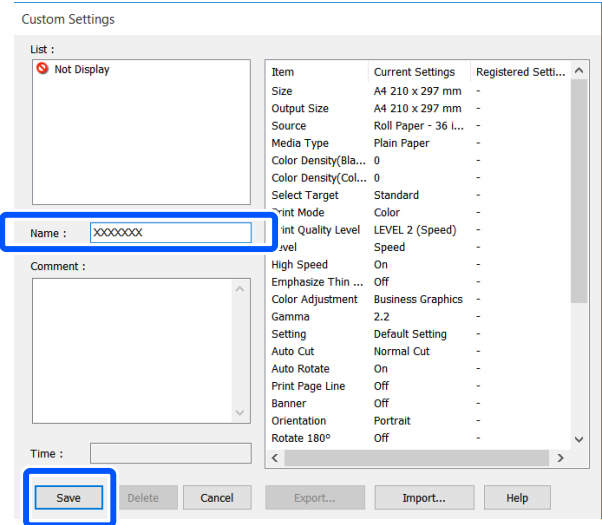 Custom Settings
List :
Not Display
Name : XXXXXXX
Comment :
Time :
Item Current Settings Registered Setti...
Size A4 210 x 297 mm -
Output Size A4 210 x 297 mm -
Source Roll Paper - 36 i... -
Media Type Plain Paper -
Color Density(Bla... 0 -
Color Density(Col... 0 -
Select Target Standard -
Print Mode Color -
Print Quality Level LEVEL 2 (Speed) -
Level Speed -
High Speed On -
Emphasize Thin ... Off -
Color Adjustment Business Graphics -
Gamma 2.2 -
Setting Default Setting -
Auto Cut Normal Cut -
Auto Rotate On -
Print Page Line Off -
Banner Off -
Orientation Portrait -
Rotate 180° Off -
Save Delete Cancel Export... Import... Help